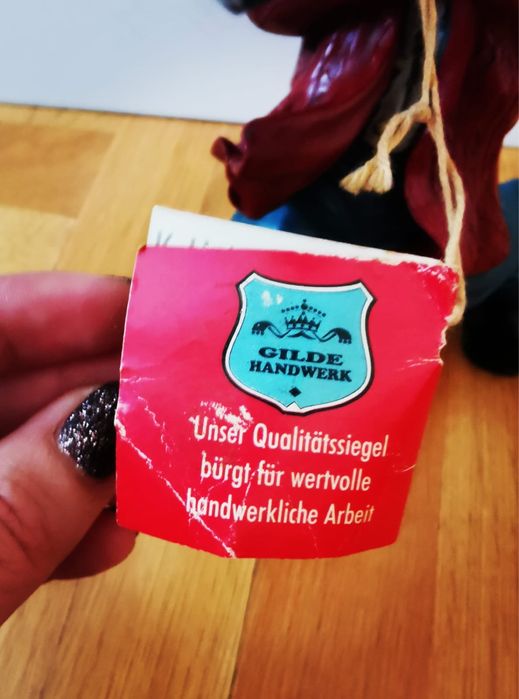 GILDE
HANDWERK
Unser Qualitätssiegel
bürgt für wertvolle
handwerkliche Arbeit